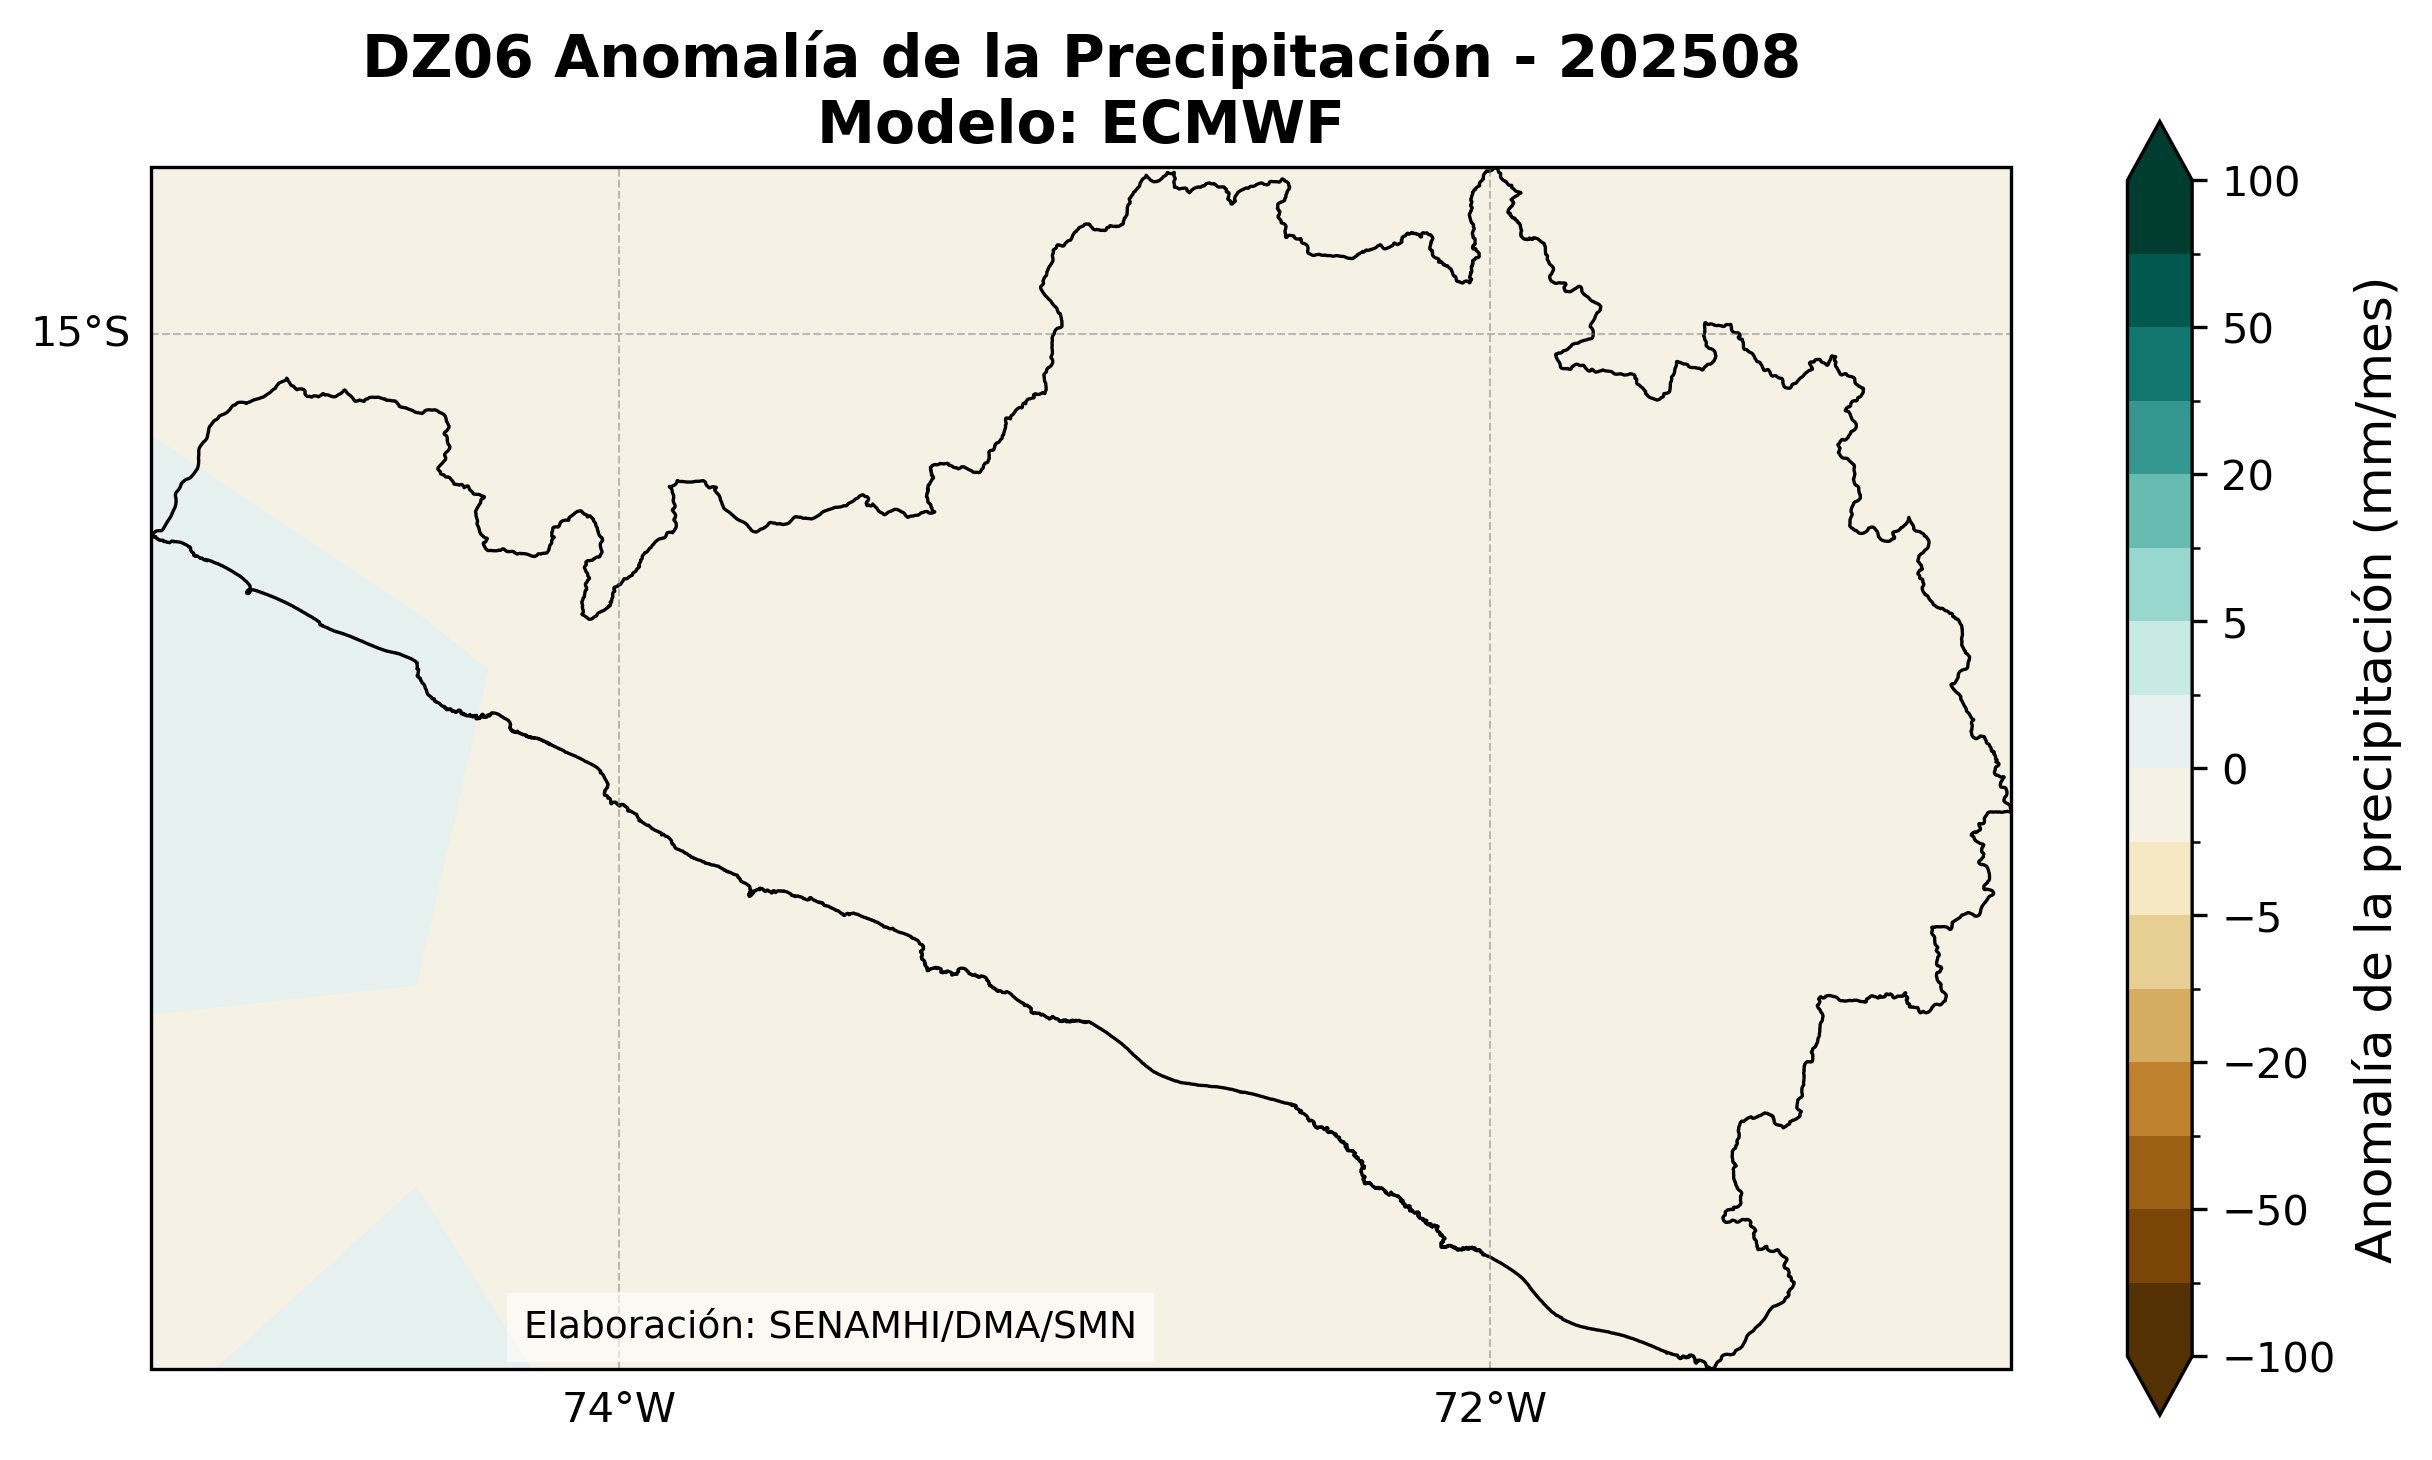 DZ06 Anomalía de la Precipitación - 202508
Modelo: ECMWF
15°S
74°W
72°W
Elaboración: SENAMHI/DMA/SMN
100
50
20
5
0
−5
−20
−50
−100
Anomalía de la precipitación (mm/mes)